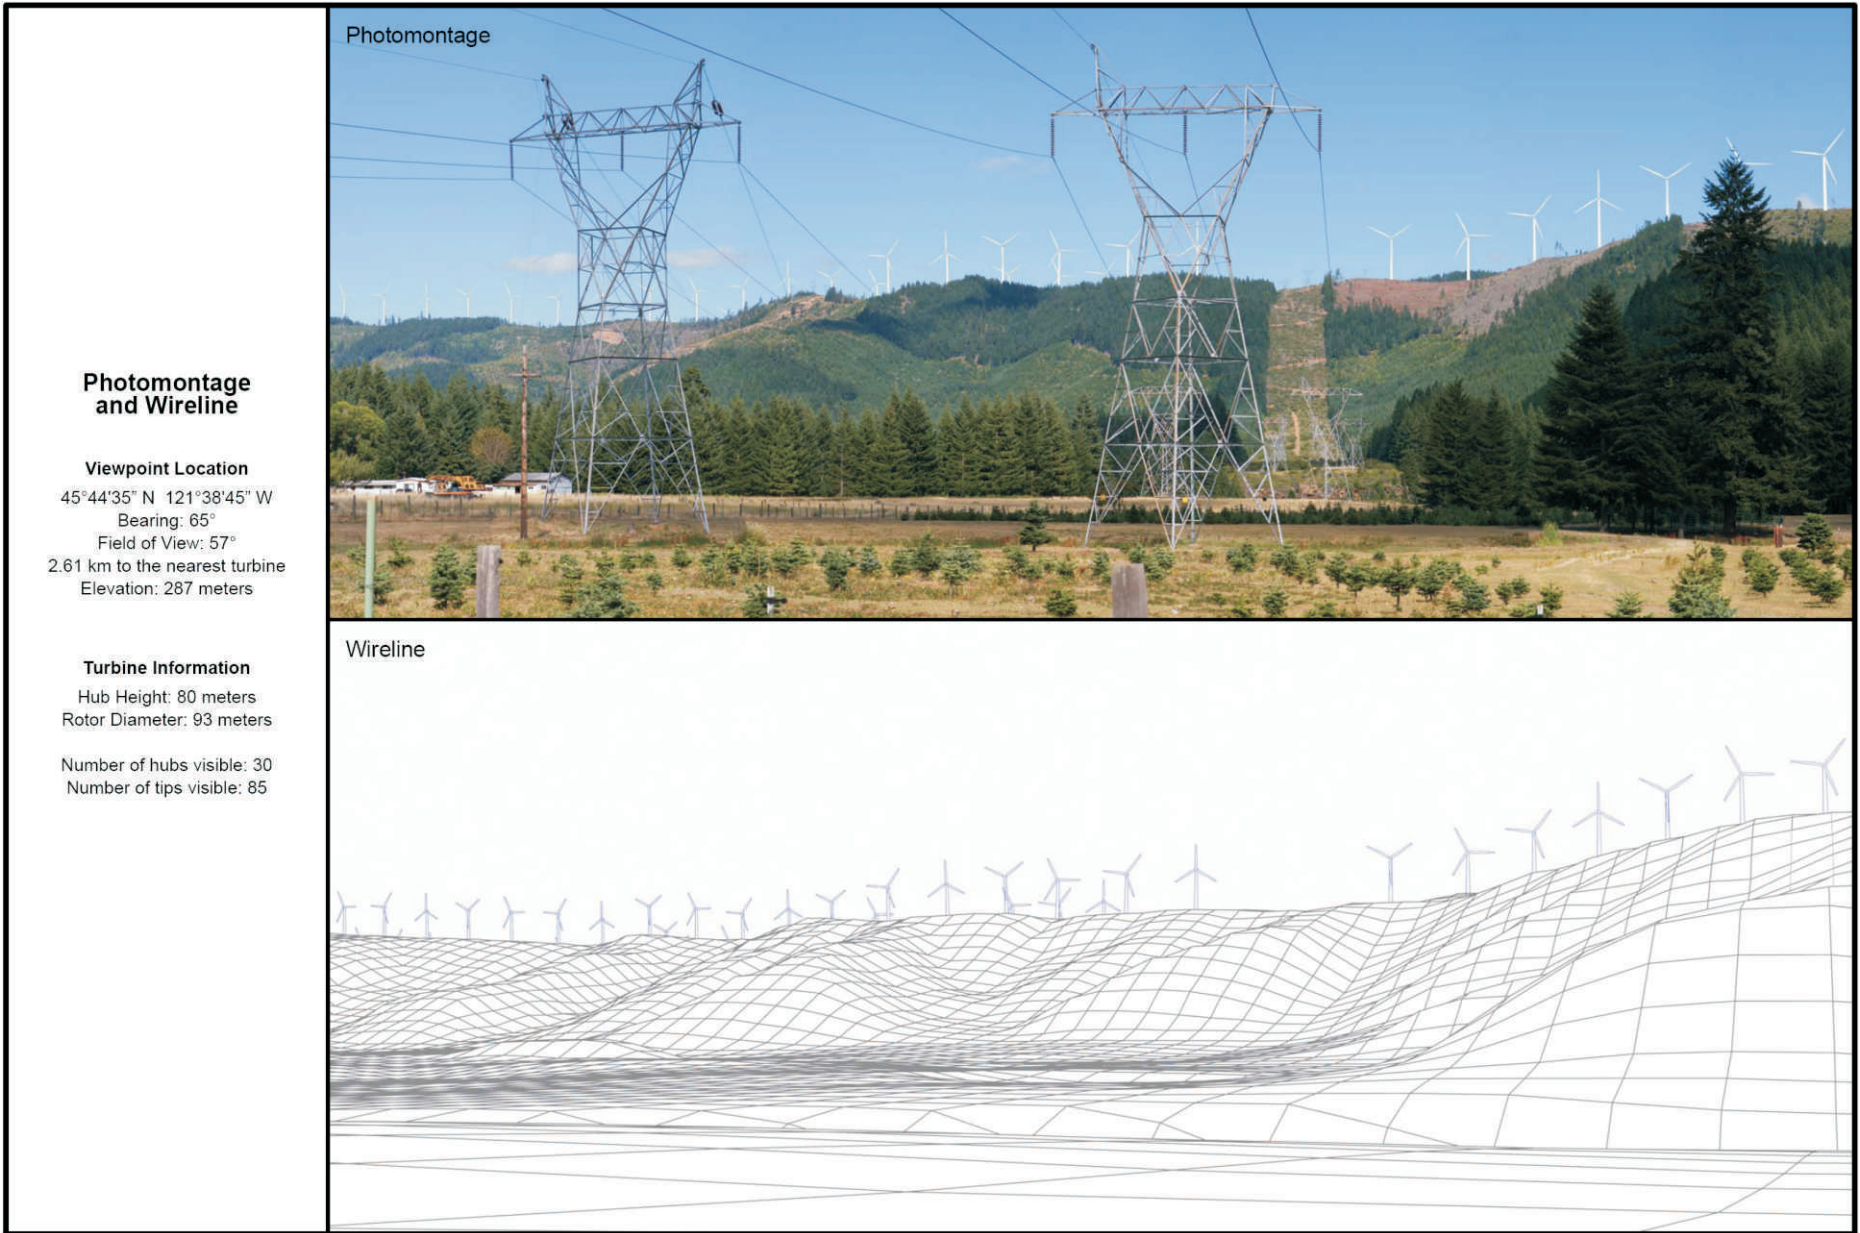 Photomontage
and Wireline
Viewpoint Location
45°44'35" N  121°38'45" W
Bearing: 65°
Field of View: 57°
2.61 km to the nearest turbine
Elevation: 287 meters
Turbine Information
Hub Height: 80 meters
Rotor Diameter: 93 meters
Number of hubs visible: 30
Number of tips visible: 85
Photomontage
Wireline